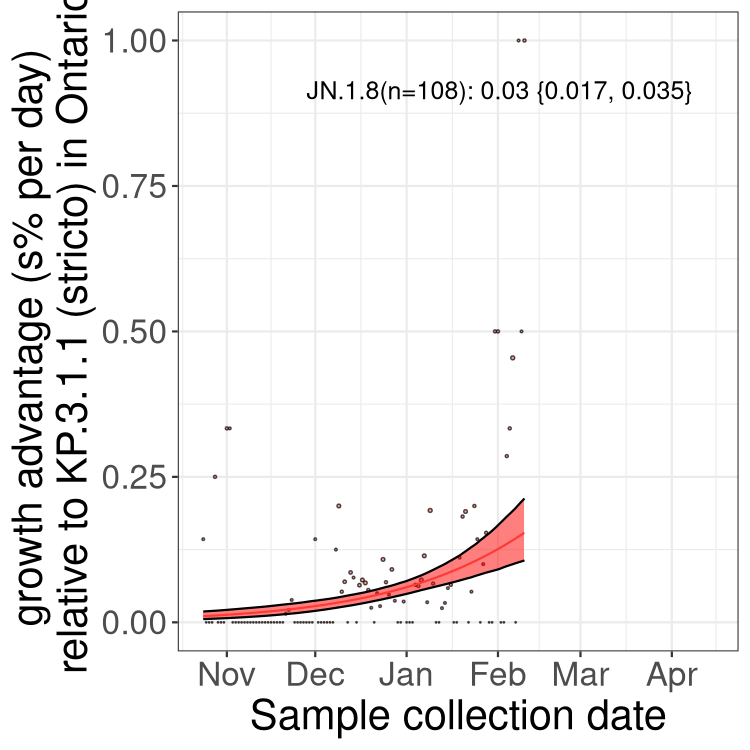 growth advantage (s% per day)
relative to KP.3.1.1 (stricto) in Ontario
1.00
0.75
0.50
0.25
0.00
JN.1.8(n=108): 0.03 {0.017, 0.035}
Nov Dec Jan Feb Mar Apr
Sample collection date